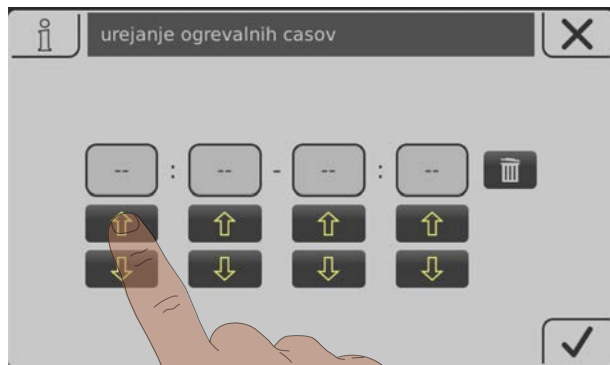 urejanje ogrevalnih casov
-- : -- - -- : --